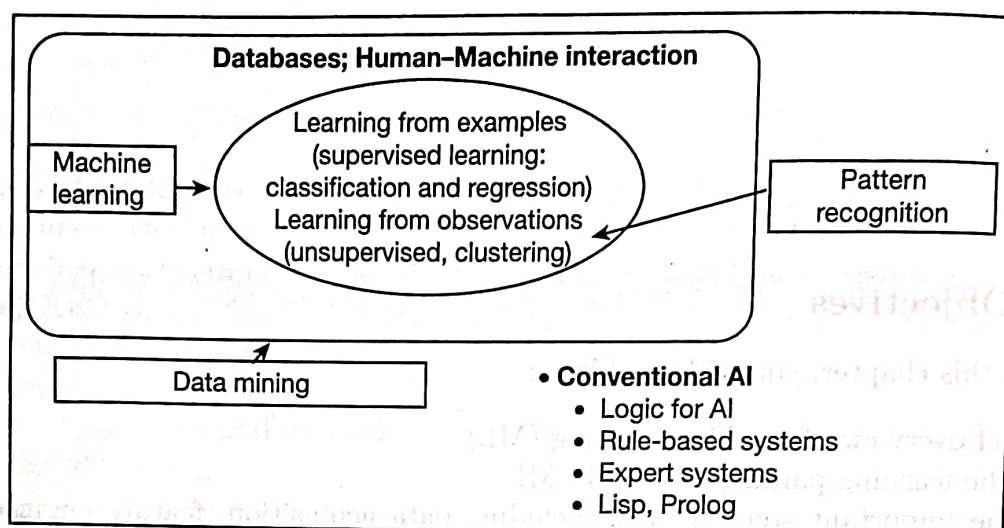 Databases; Human–Machine interaction
Learning from examples
(supervised learning:
classification and regression)
Learning from observations
(unsupervised, clustering)
Machine
learning
Pattern
recognition
Data mining
• Conventional AI
• Logic for AI
• Rule-based systems
• Expert systems
• Lisp, Prolog